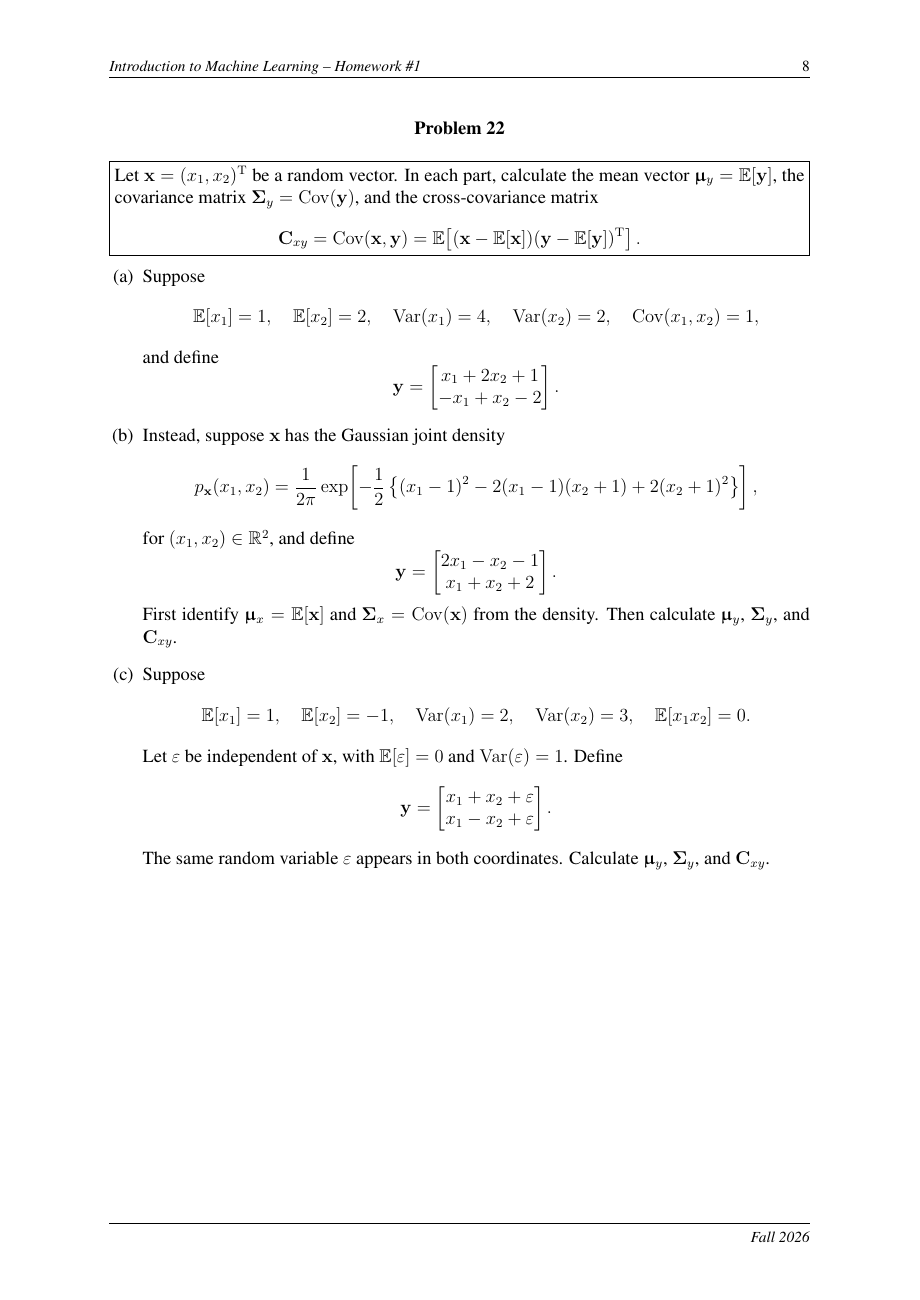 Introduction to Machine Learning – Homework #1 8
Problem 22
Let x = (x₁, x₂)ᵀ be a random vector. In each part, calculate the mean vector μ_y = 𝔼[y], the
covariance matrix Σ_y = Cov(y), and the cross-covariance matrix
C_xy = Cov(x, y) = 𝔼[(x − 𝔼[x])(y − 𝔼[y])ᵀ] .
(a) Suppose
𝔼[x₁] = 1, 𝔼[x₂] = 2, Var(x₁) = 4, Var(x₂) = 2, Cov(x₁, x₂) = 1,
and define
y = [x₁ + 2x₂ + 1
−x₁ + x₂ − 2] .
(b) Instead, suppose x has the Gaussian joint density
p_x(x₁, x₂) = 1/2π exp[−1/2 {(x₁ − 1)² − 2(x₁ − 1)(x₂ + 1) + 2(x₂ + 1)²}] ,
for (x₁, x₂) ∈ ℝ², and define
y = [2x₁ − x₂ − 1
x₁ + x₂ + 2] .
First identify μ_x = 𝔼[x] and Σ_x = Cov(x) from the density. Then calculate μ_y, Σ_y, and
C_xy.
(c) Suppose
𝔼[x₁] = 1, 𝔼[x₂] = −1, Var(x₁) = 2, Var(x₂) = 3, 𝔼[x₁x₂] = 0.
Let ε be independent of x, with 𝔼[ε] = 0 and Var(ε) = 1. Define
y = [x₁ + x₂ + ε
x₁ − x₂ + ε] .
The same random variable ε appears in both coordinates. Calculate μ_y, Σ_y, and C_xy.
Fall 2026